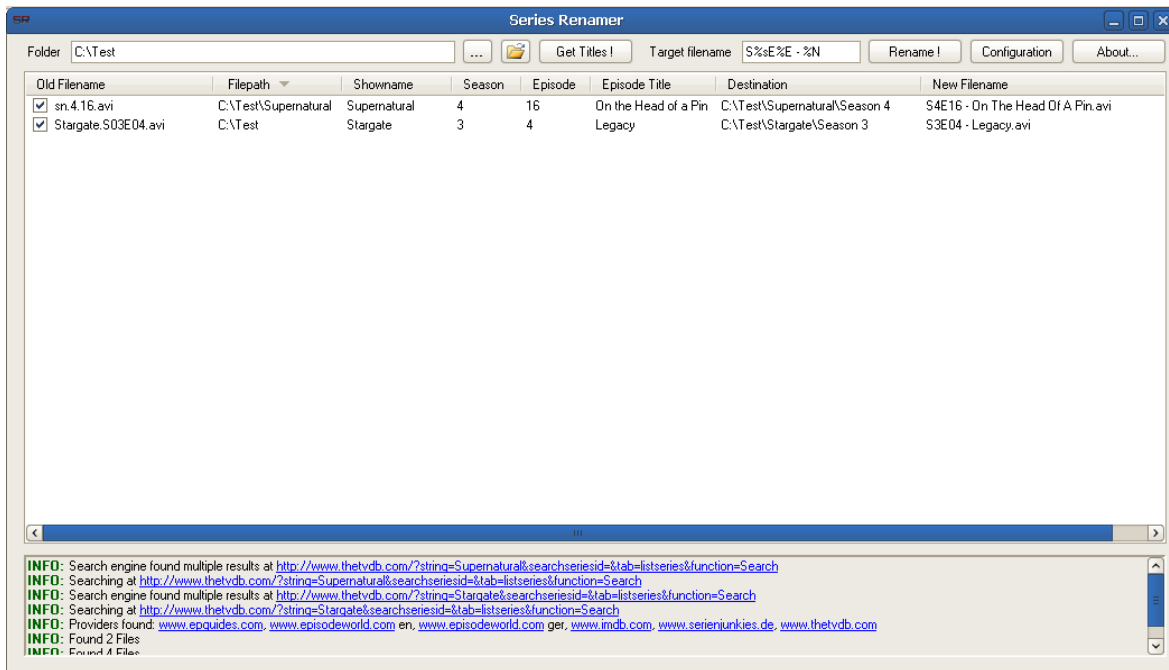 SR Series Renamer
Folder C:\Test ... Get Titles ! Target filename S%sE%E - %N Rename ! Configuration About...
Old Filename Filepath Showname Season Episode Episode Title Destination New Filename
sn.4.16.avi C:\Test\Supernatural Supernatural 4 16 On the Head of a Pin C:\Test\Supernatural\Season 4 S4E16 - On The Head Of A Pin.avi
Stargate.S03E04.avi C:\Test Stargate 3 4 Legacy C:\Test\Stargate\Season 3 S3E04 - Legacy.avi
INFO: Search engine found multiple results at http://www.thetvdb.com/?string=Supernatural&searchseriesid=&tab=listseries&function=Search
INFO: Searching at http://www.thetvdb.com/?string=Supernatural&searchseriesid=&tab=listseries&function=Search
INFO: Search engine found multiple results at http://www.thetvdb.com/?string=Stargate&searchseriesid=&tab=listseries&function=Search
INFO: Searching at http://www.thetvdb.com/?string=Stargate&searchseriesid=&tab=listseries&function=Search
INFO: Providers found: www.epguides.com, www.episodeworld.com en, www.episodeworld.com ger, www.imdb.com, www.serienjunkies.de, www.thetvdb.com
INFO: Found 2 Files
INFO: Found 4 Files